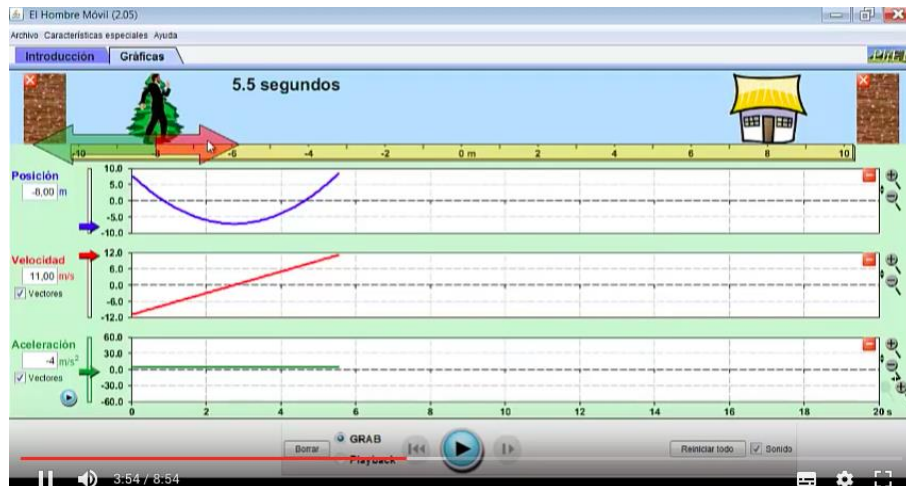 El Hombre Móvil (2.05)
Archivo Características especiales Ayuda
Introducción Gráficas
5.5 segundos
-10 -8 -6 -4 -2 0 m 2 4 6 8 10
Posición
-8,00 m
10.0
5.0
0.0
-5.0
-10.0
Velocidad
11,00 m/s
Vectores
12.0
6.0
0.0
-6.0
-12.0
Aceleración
-4 m/s²
Vectores
60.0
30.0
0.0
-30.0
-60.0
0 2 4 6 8 10 12 14 16 18 20 s
Borrar
GRAB
Playback
Reiniciar todo
Sonido
3:54 / 8:54